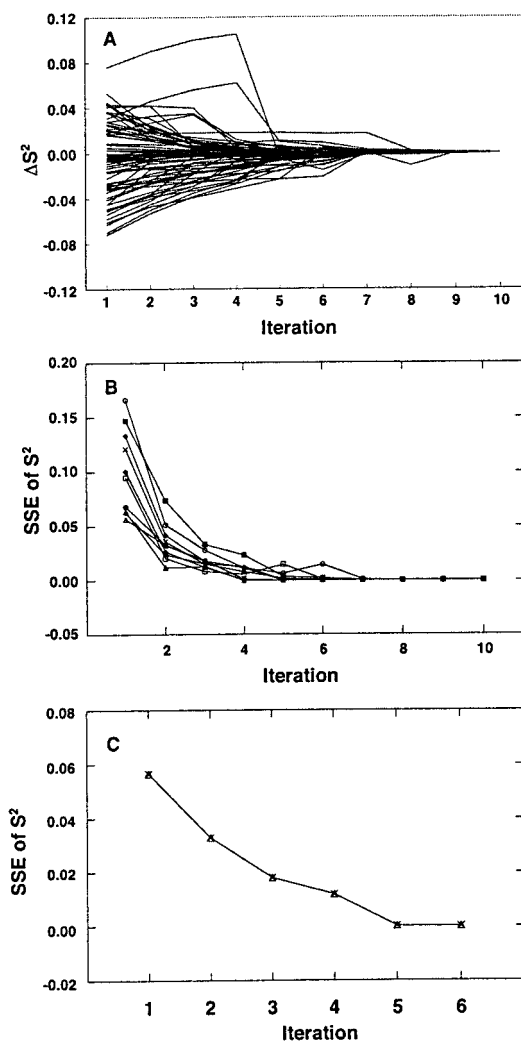 A
0.12
0.08
0.04
0.00
-0.04
-0.08
-0.12
ΔS²
1 2 3 4 5 6 7 8 9 10
Iteration
B
0.20
0.15
0.10
0.05
0.00
-0.05
SSE of S²
2 4 6 8 10
Iteration
C
0.08
0.06
0.04
0.02
0.00
-0.02
SSE of S²
1 2 3 4 5 6
Iteration